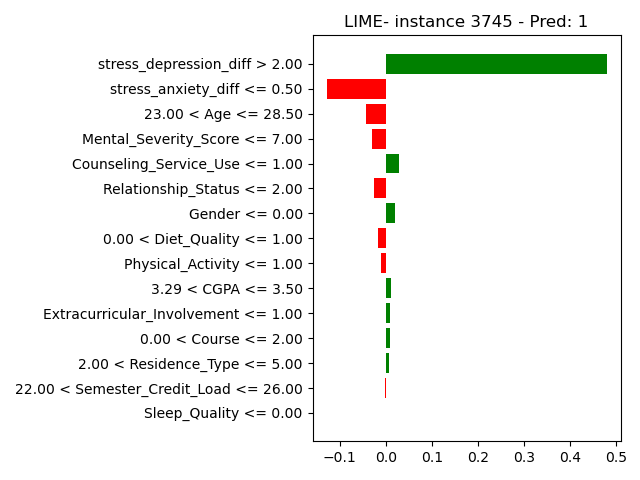 LIME- instance 3745 - Pred: 1
stress_depression_diff > 2.00
stress_anxiety_diff <= 0.50
23.00 < Age <= 28.50
Mental_Severity_Score <= 7.00
Counseling_Service_Use <= 1.00
Relationship_Status <= 2.00
Gender <= 0.00
0.00 < Diet_Quality <= 1.00
Physical_Activity <= 1.00
3.29 < CGPA <= 3.50
Extracurricular_Involvement <= 1.00
0.00 < Course <= 2.00
2.00 < Residence_Type <= 5.00
22.00 < Semester_Credit_Load <= 26.00
Sleep_Quality <= 0.00
−0.1 0.0 0.1 0.2 0.3 0.4 0.5